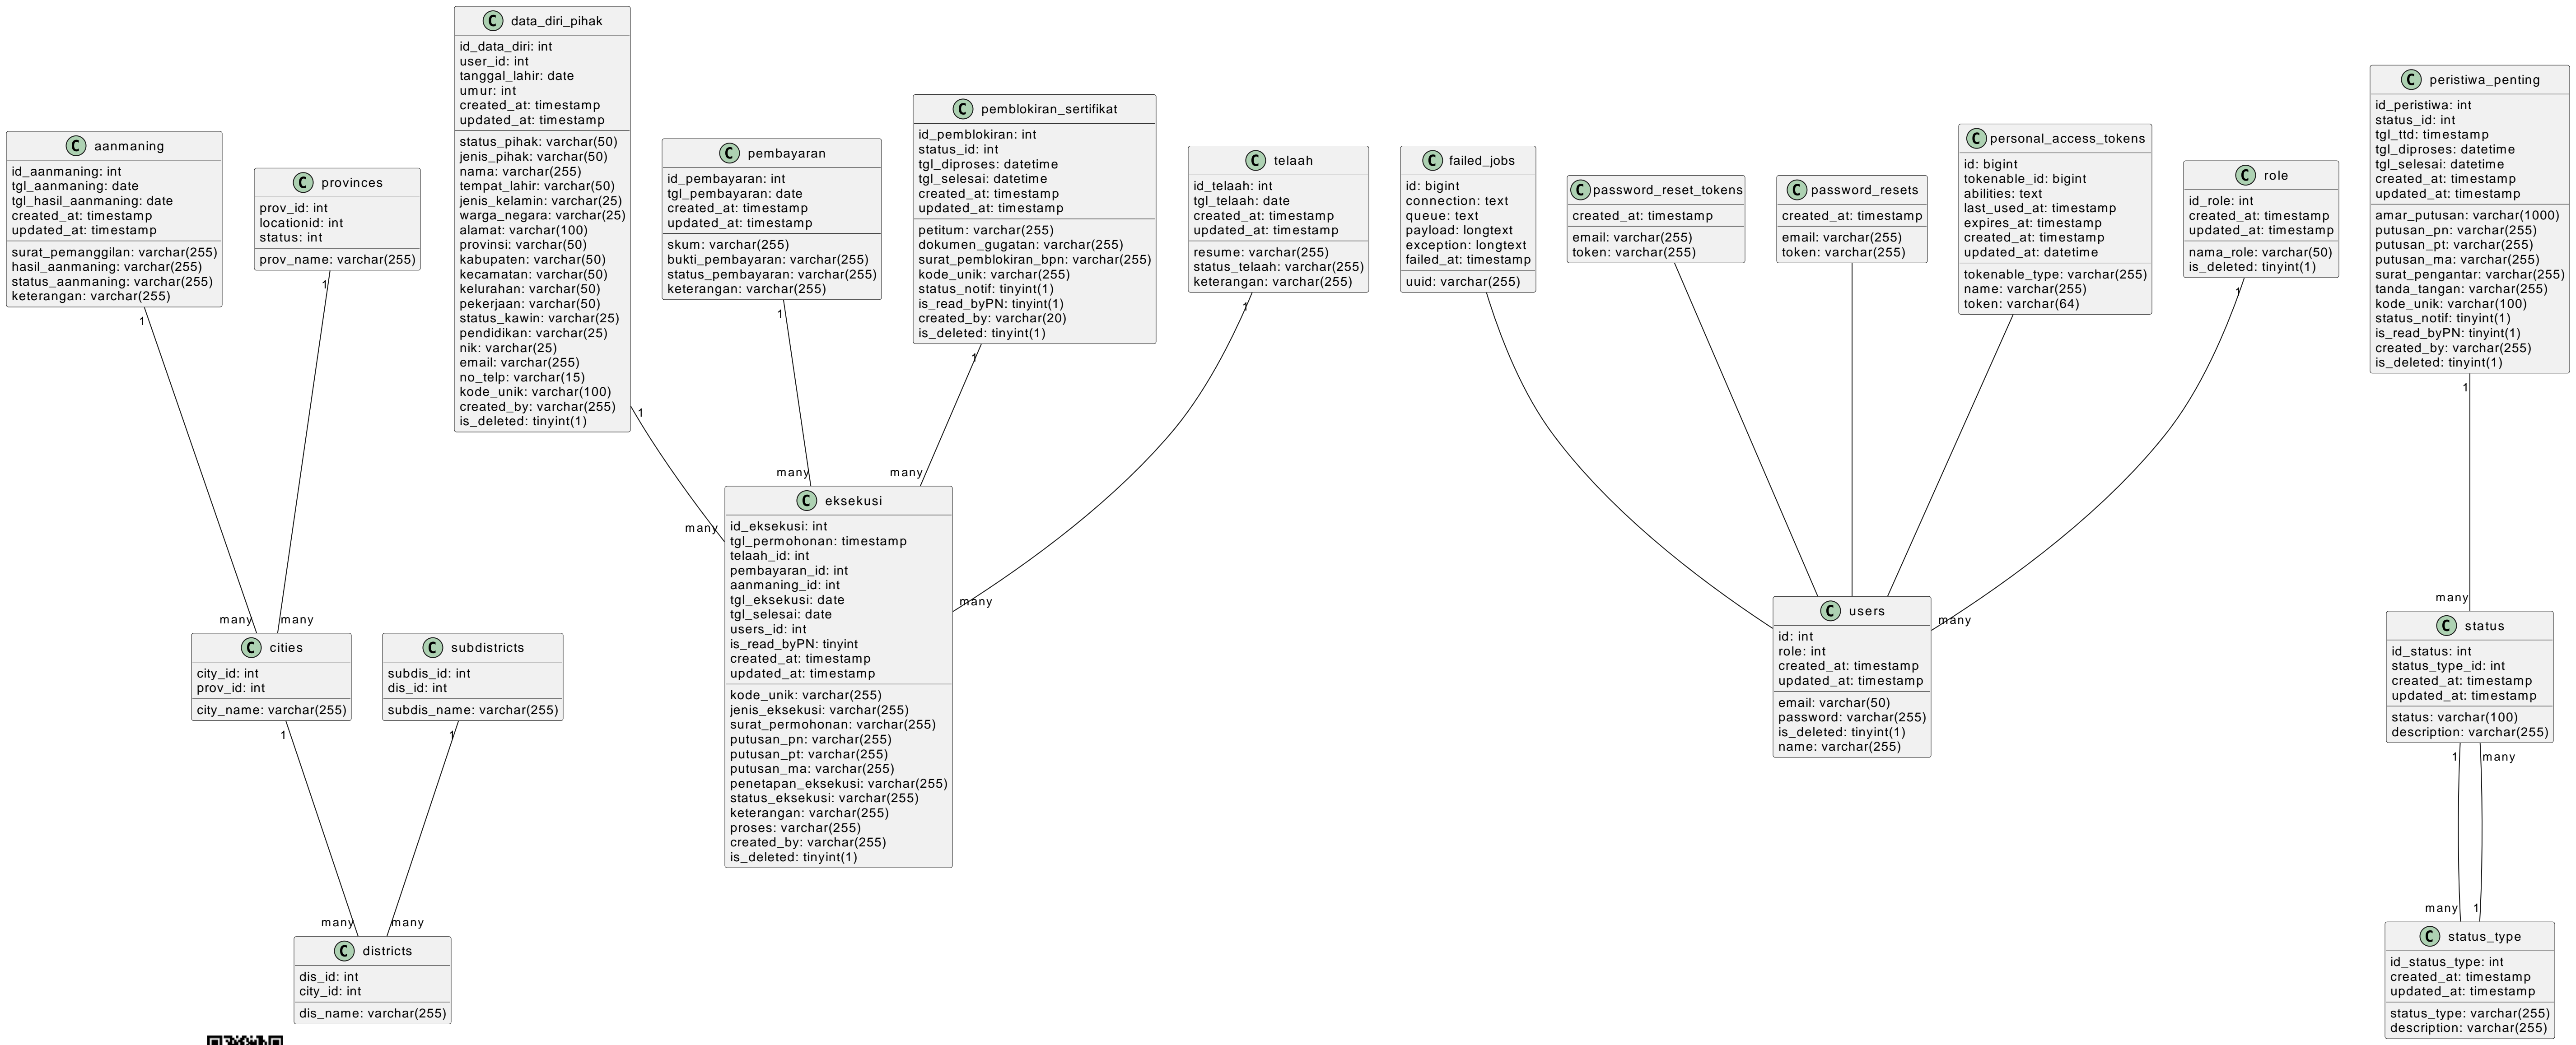 C aanmaning
id_aanmaning: int
tgl_aanmaning: date
tgl_hasil_aanmaning: date
created_at: timestamp
updated_at: timestamp
surat_pemanggilan: varchar(255)
hasil_aanmaning: varchar(255)
status_aanmaning: varchar(255)
keterangan: varchar(255)
1
C provinces
prov_id: int
locationid: int
status: int
prov_name: varchar(255)
1
C data_diri_pihak
id_data_diri: int
user_id: int
tanggal_lahir: date
umur: int
created_at: timestamp
updated_at: timestamp
status_pihak: varchar(50)
jenis_pihak: varchar(50)
nama: varchar(255)
tempat_lahir: varchar(50)
jenis_kelamin: varchar(25)
warga_negara: varchar(25)
alamat: varchar(100)
provinsi: varchar(50)
kabupaten: varchar(50)
kecamatan: varchar(50)
kelurahan: varchar(50)
pekerjaan: varchar(50)
status_kawin: varchar(25)
pendidikan: varchar(25)
nik: varchar(25)
email: varchar(255)
no_telp: varchar(15)
kode_unik: varchar(100)
created_by: varchar(255)
is_deleted: tinyint(1)
1
C pembayaran
id_pembayaran: int
tgl_pembayaran: date
created_at: timestamp
updated_at: timestamp
skum: varchar(255)
bukti_pembayaran: varchar(255)
status_pembayaran: varchar(255)
keterangan: varchar(255)
1
C pemblokiran_sertifikat
id_pemblokiran: int
status_id: int
tgl_diproses: datetime
tgl_selesai: datetime
created_at: timestamp
updated_at: timestamp
petitum: varchar(255)
dokumen_gugatan: varchar(255)
surat_pemblokiran_bpn: varchar(255)
kode_unik: varchar(255)
status_notif: tinyint(1)
is_read_byPN: tinyint(1)
created_by: varchar(20)
is_deleted: tinyint(1)
1
C telaah
id_telaah: int
tgl_telaah: date
created_at: timestamp
updated_at: timestamp
resume: varchar(255)
status_telaah: varchar(255)
keterangan: varchar(255)
1
C failed_jobs
id: bigint
connection: text
queue: text
payload: longtext
exception: longtext
failed_at: timestamp
uuid: varchar(255)
C password_reset_tokens
created_at: timestamp
email: varchar(255)
token: varchar(255)
C password_resets
created_at: timestamp
email: varchar(255)
token: varchar(255)
C personal_access_tokens
id: bigint
tokenable_id: bigint
abilities: text
last_used_at: timestamp
expires_at: timestamp
created_at: timestamp
updated_at: datetime
tokenable_type: varchar(255)
name: varchar(255)
token: varchar(64)
C role
id_role: int
created_at: timestamp
updated_at: timestamp
nama_role: varchar(50)
is_deleted: tinyint(1)
1
C peristiwa_penting
id_peristiwa: int
status_id: int
tgl_ttd: timestamp
tgl_diproses: datetime
tgl_selesai: datetime
created_at: timestamp
updated_at: timestamp
amar_putusan: varchar(1000)
putusan_pn: varchar(255)
putusan_pt: varchar(255)
putusan_ma: varchar(255)
surat_pengantar: varchar(255)
tanda_tangan: varchar(255)
kode_unik: varchar(100)
status_notif: tinyint(1)
is_read_byPN: tinyint(1)
created_by: varchar(255)
is_deleted: tinyint(1)
1
many
many
C cities
city_id: int
prov_id: int
city_name: varchar(255)
1
C subdistricts
subdis_id: int
dis_id: int
subdis_name: varchar(255)
1
many
many
many
many
C eksekusi
id_eksekusi: int
tgl_permohonan: timestamp
telaah_id: int
pembayaran_id: int
aanmaning_id: int
tgl_eksekusi: date
tgl_selesai: date
users_id: int
is_read_byPN: tinyint
created_at: timestamp
updated_at: timestamp
kode_unik: varchar(255)
jenis_eksekusi: varchar(255)
surat_permohonan: varchar(255)
putusan_pn: varchar(255)
putusan_pt: varchar(255)
putusan_ma: varchar(255)
penetapan_eksekusi: varchar(255)
status_eksekusi: varchar(255)
keterangan: varchar(255)
proses: varchar(255)
created_by: varchar(255)
is_deleted: tinyint(1)
many
C users
id: int
role: int
created_at: timestamp
updated_at: timestamp
email: varchar(50)
password: varchar(255)
is_deleted: tinyint(1)
name: varchar(255)
many
C status
id_status: int
status_type_id: int
created_at: timestamp
updated_at: timestamp
status: varchar(100)
description: varchar(255)
1
many
many
many
C districts
dis_id: int
city_id: int
dis_name: varchar(255)
many
1
C status_type
id_status_type: int
created_at: timestamp
updated_at: timestamp
status_type: varchar(255)
description: varchar(255)